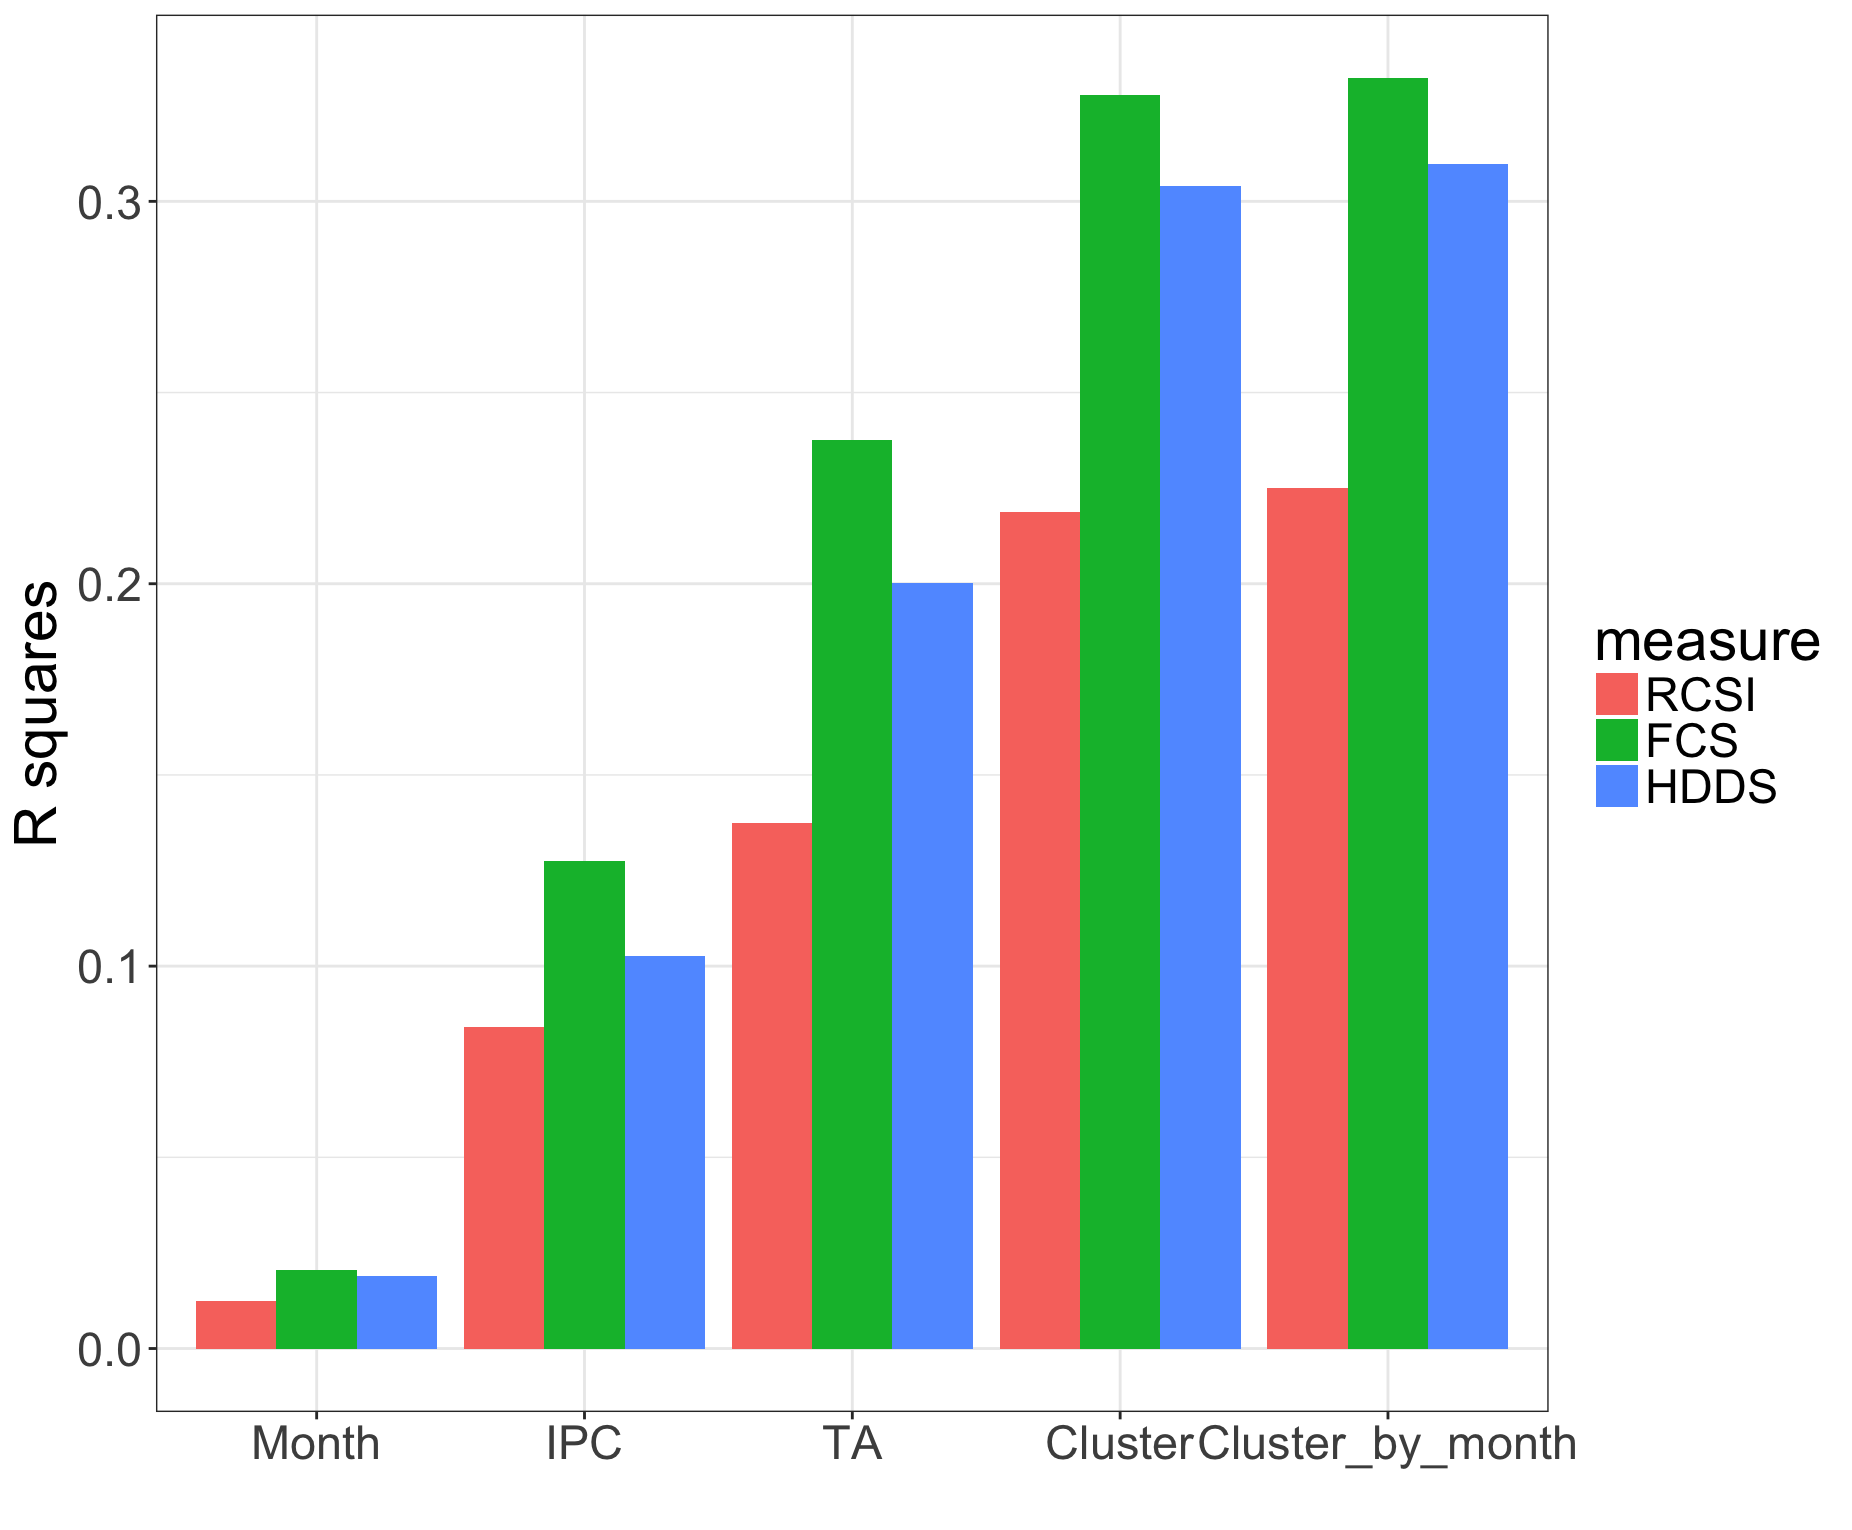 R squares
0.3
0.2
0.1
0.0
Month IPC TA Cluster Cluster_by_month
measure
RCSI
FCS
HDDS